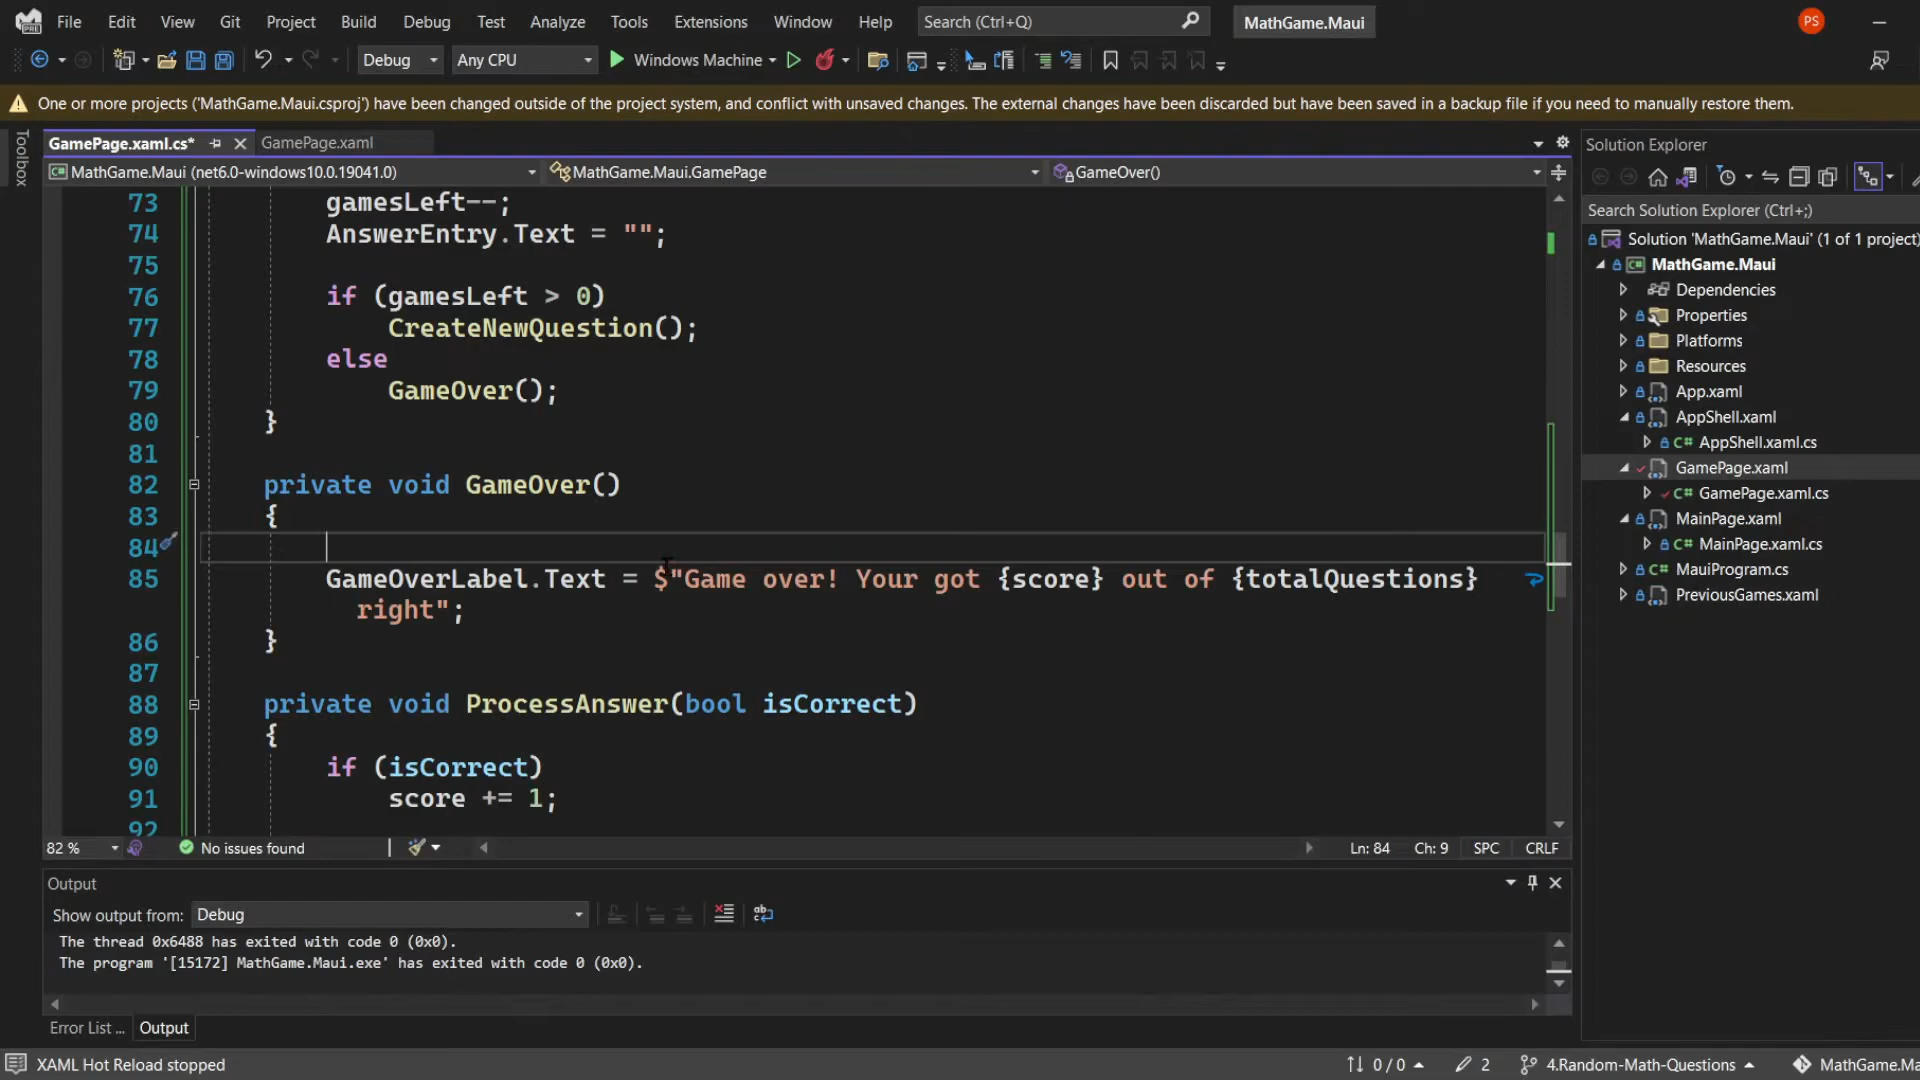 File Edit View Git Project Build Debug Test Analyze Tools Extensions Window Help Search (Ctrl+Q) MathGame.Maui PS
Debug Any CPU Windows Machine
One or more projects ('MathGame.Maui.csproj') have been changed outside of the project system, and conflict with unsaved changes. The external changes have been discarded but have been saved in a backup file if you need to manually restore them.
Toolbox
GamePage.xaml.cs* GamePage.xaml
MathGame.Maui (net6.0-windows10.0.19041.0) MathGame.Maui.GamePage GameOver()
73 gamesLeft--;
74 AnswerEntry.Text = "";
75
76 if (gamesLeft > 0)
77 CreateNewQuestion();
78 else
79 GameOver();
80 }
81
82 private void GameOver()
83 {
84
85 GameOverLabel.Text = $"Game over! Your got {score} out of {totalQuestions}
right";
86 }
87
88 private void ProcessAnswer(bool isCorrect)
89 {
90 if (isCorrect)
91 score += 1;
92
82 % No issues found Ln: 84 Ch: 9 SPC CRLF
Output
Show output from: Debug
The thread 0x6488 has exited with code 0 (0x0).
The program '[15172] MathGame.Maui.exe' has exited with code 0 (0x0).
Error List ... Output
Solution Explorer
Search Solution Explorer (Ctrl+;)
Solution 'MathGame.Maui' (1 of 1 project)
MathGame.Maui
Dependencies
Properties
Platforms
Resources
App.xaml
AppShell.xaml
AppShell.xaml.cs
GamePage.xaml
GamePage.xaml.cs
MainPage.xaml
MainPage.xaml.cs
MauiProgram.cs
PreviousGames.xaml
XAML Hot Reload stopped 0 / 0 2 4.Random-Math-Questions MathGame.Ma